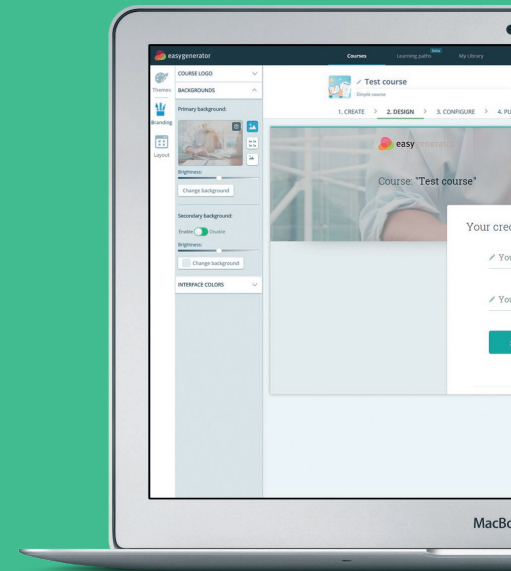 easygenerator
Courses
Learning paths
beta
My Library
Themes
Branding
Layout
COURSE LOGO
BACKGROUNDS
Primary background:
Brightness:
Change background
Secondary background:
Enable
Disable
Brightness:
Change background
INTERFACE COLORS
Test course
Simple course
1. CREATE > 2. DESIGN > 3. CONFIGURE > 4. PU
easygenerator
Course: "Test course"
Your cre
You
You
MacBo